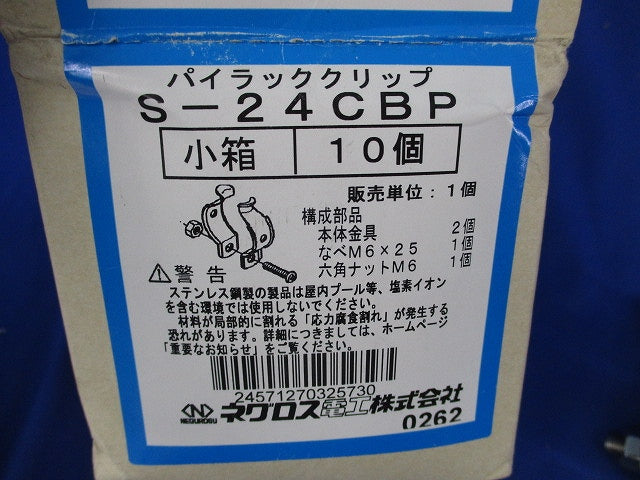 パイラッククリップ
S－24CBP
小箱 10個
販売単位：1個
構成部品
本体金具 2個
なべM6×25 1個
六角ナットM6 1個
⚠警告
ステンレス鋼製の製品は屋内プール等、塩素イオン
を含む環境では使用しないでください。
材料が局部的に割れる「応力腐食割れ」が発生する
恐れがあります。詳細につきましては、ホームページ
「重要なお知らせ」をご覧ください。
24571270325730
NEGUROSU ネグロス電工株式会社
0262